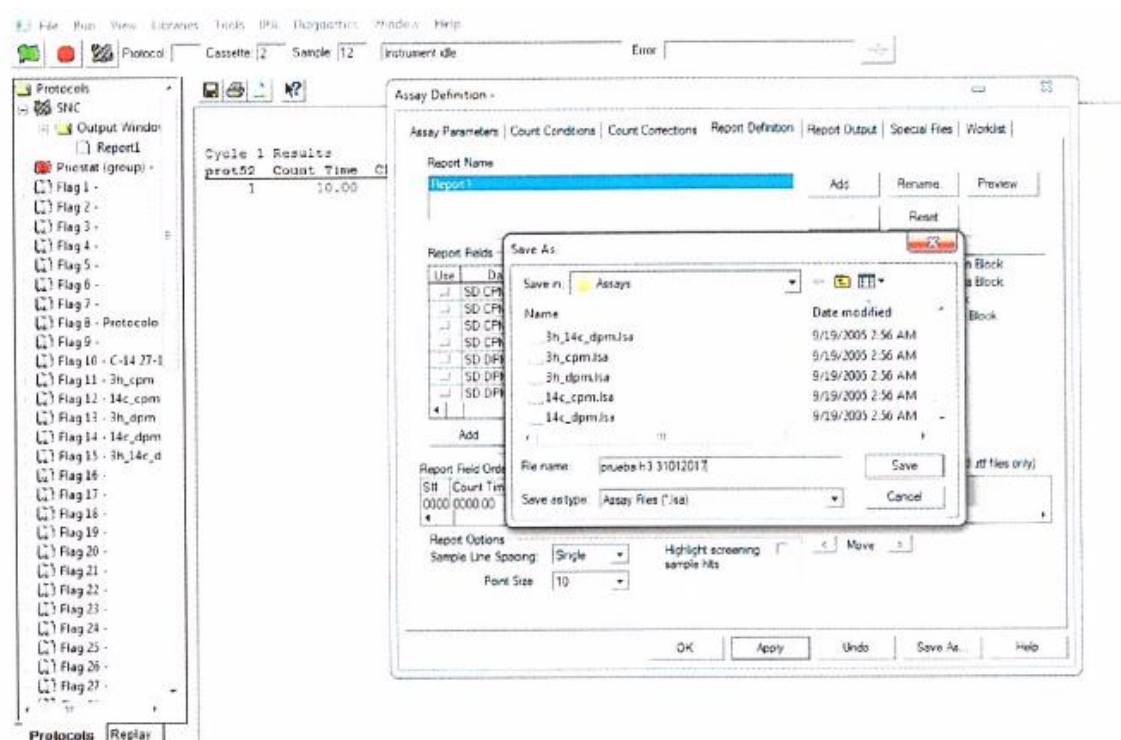 File Run View Libraries Tools IPA Diagnostics Window Help
Protocol Cassette 2 Sample 12 Instrument idle Error
Protocols
SNC
Output Window
Report1
Priostat (group) -
Flag 1 -
Flag 2 -
Flag 3 -
Flag 4 -
Flag 5 -
Flag 6 -
Flag 7 -
Flag 8 - Protocolo
Flag 9 -
Flag 10 - C-14 27-1
Flag 11 - 3h_cpm
Flag 12 - 14c_cpm
Flag 13 - 3h_dpm
Flag 14 - 14c_dpm
Flag 15 - 3h_14c_d
Flag 16 -
Flag 17 -
Flag 18 -
Flag 19 -
Flag 20 -
Flag 21 -
Flag 22 -
Flag 23 -
Flag 24 -
Flag 25 -
Flag 26 -
Flag 27 -
Protocols Replay
Cycle 1 Results
prot52 Count Time
1 10.00
Assay Definition -
Assay Parameters Count Conditions Count Corrections Report Definition Report Output Special Files Worklist
Report Name
Report1
Add Rename Preview
Reset
Report Fields -
Use Da
SD CPM
SD CPM
SD CPM
SD CPM
SD DPM
SD DPM
SD DPM
Add
n Block
a Block
Block
Save As
Save in: Assays
Name Date modified
3h_14c_dpm.lsa 9/19/2005 2:56 AM
3h_cpm.lsa 9/19/2005 2:56 AM
3h_dpm.lsa 9/19/2005 2:56 AM
14c_cpm.lsa 9/19/2005 2:56 AM
14c_dpm.lsa 9/19/2005 2:56 AM
File name: prueba h3 31012017 Save
Save as type: Assay Files (*.lsa) Cancel
Report Field Orde
.rtf files only)
S# Count Tim
0000 0000.00
Report Options
Sample Line Spacing: Single
Point Size 10
Highlight screening
sample hits
< Move >
OK Apply Undo Save As... Help